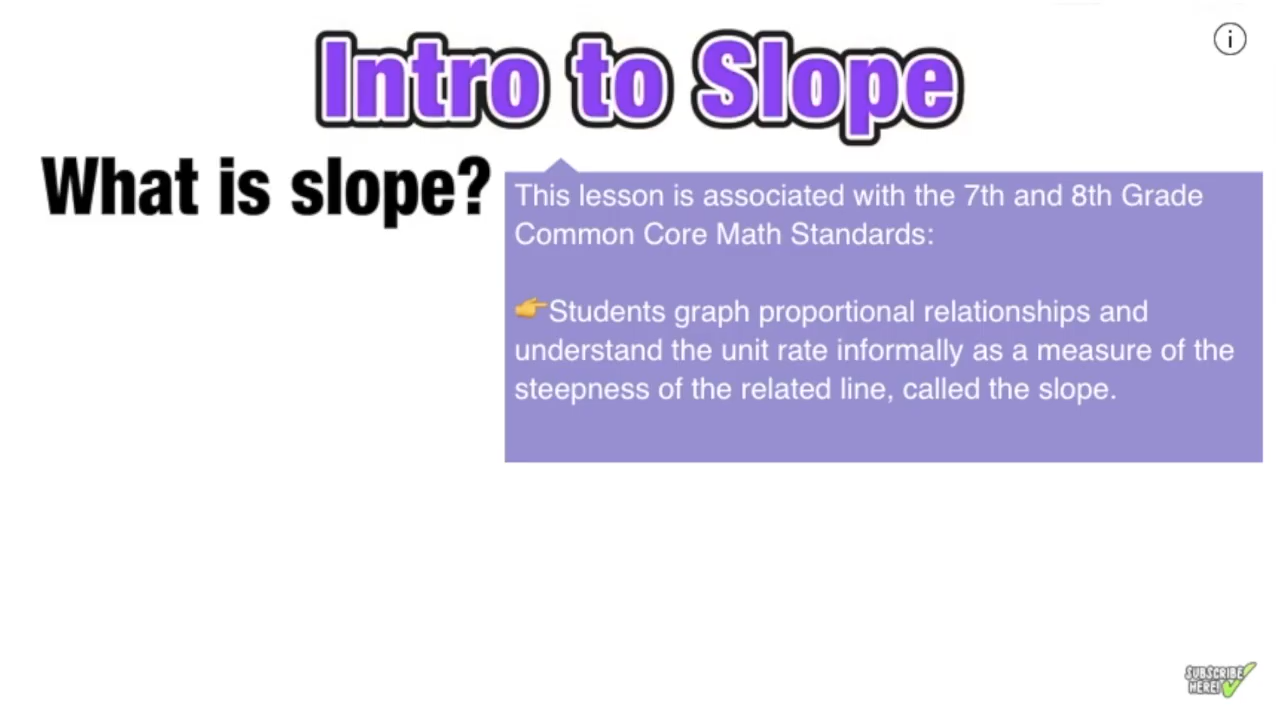 Intro to Slope
What is slope?
This lesson is associated with the 7th and 8th Grade
Common Core Math Standards:
👉Students graph proportional relationships and
understand the unit rate informally as a measure of the
steepness of the related line, called the slope.
i
SUBSCRIBE
HERE!